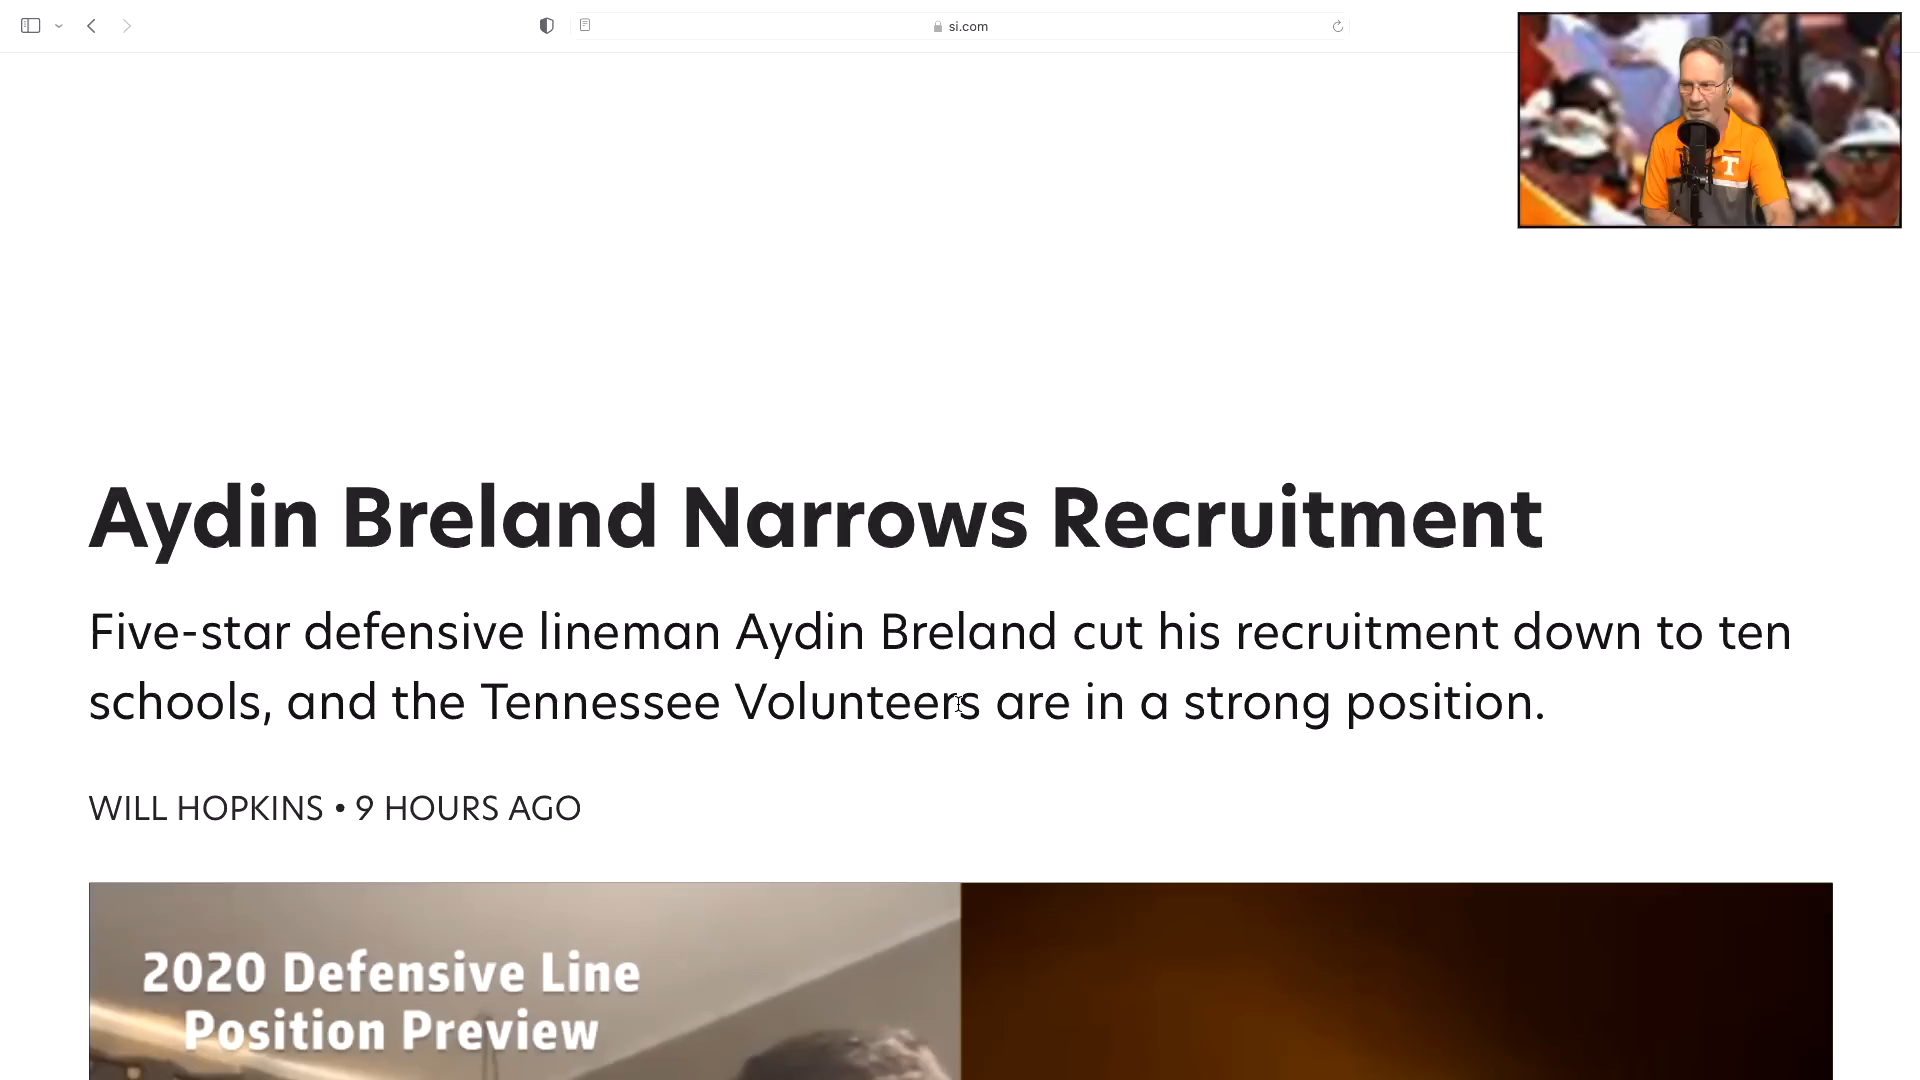 si.com
T
Aydin Breland Narrows Recruitment
Five-star defensive lineman Aydin Breland cut his recruitment down to ten
schools, and the Tennessee Volunteers are in a strong position.
WILL HOPKINS • 9 HOURS AGO
2020 Defensive Line
Position Preview